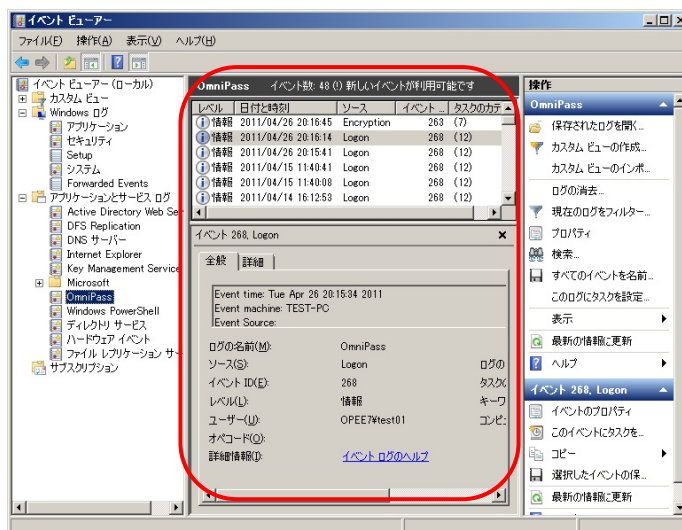 イベント ビューアー
ファイル(F) 操作(A) 表示(V) ヘルプ(H)
イベント ビューアー (ローカル)
カスタム ビュー
Windows ログ
アプリケーション
セキュリティ
Setup
システム
Forwarded Events
アプリケーションとサービス ログ
Active Directory Web Ser
DFS Replication
DNS サーバー
Internet Explorer
Key Management Service
Microsoft
OmniPass
Windows PowerShell
ディレクトリ サービス
ハードウェア イベント
ファイル レプリケーション サー
サブスクリプション
OmniPass イベント数: 48 (!) 新しいイベントが利用可能です
レベル 日付と時刻 ソース イベント ... タスクのカテ
情報 2011/04/26 20:16:45 Encryption 263 (7)
情報 2011/04/26 20:16:14 Logon 268 (12)
情報 2011/04/26 20:15:41 Logon 268 (12)
情報 2011/04/15 11:40:41 Logon 268 (12)
情報 2011/04/15 11:40:08 Logon 268 (12)
情報 2011/04/14 16:12:53 Logon 268 (12)
イベント 268, Logon
全般 詳細
Event time: Tue Apr 26 20:15:34 2011
Event machine: TEST-PC
Event Source:
ログの名前(M): OmniPass
ソース(S): Logon ログの
イベント ID(E): 268 タスク
レベル(L): 情報 キーワ
ユーザー(U): OPEE7¥test01 コンピ
オペコード(O):
詳細情報(I): イベント ログのヘルプ
操作
OmniPass
保存されたログを開く...
カスタム ビューの作成...
カスタム ビューのインポ...
ログの消去...
現在のログをフィルター...
プロパティ
検索...
すべてのイベントを名前...
このログにタスクを設定...
表示
最新の情報に更新
ヘルプ
イベント 268, Logon
イベントのプロパティ
このイベントにタスクを...
コピー
選択したイベントの保...
最新の情報に更新